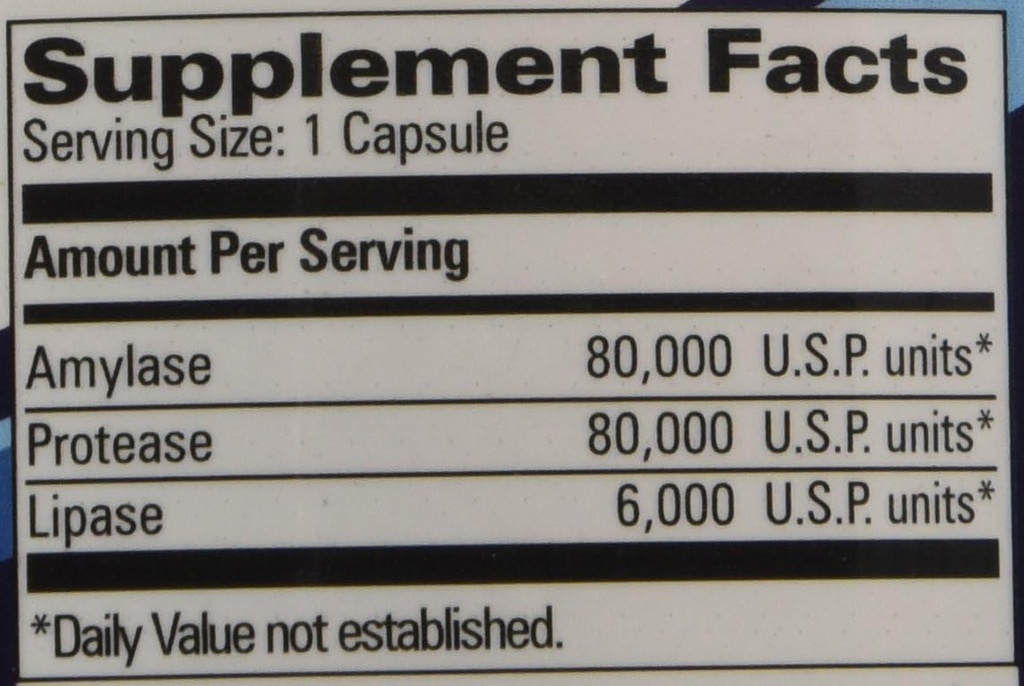 Supplement Facts
Serving Size: 1 Capsule
Amount Per Serving
Amylase 80,000 U.S.P. units*
Protease 80,000 U.S.P. units*
Lipase 6,000 U.S.P. units*
*Daily Value not established.